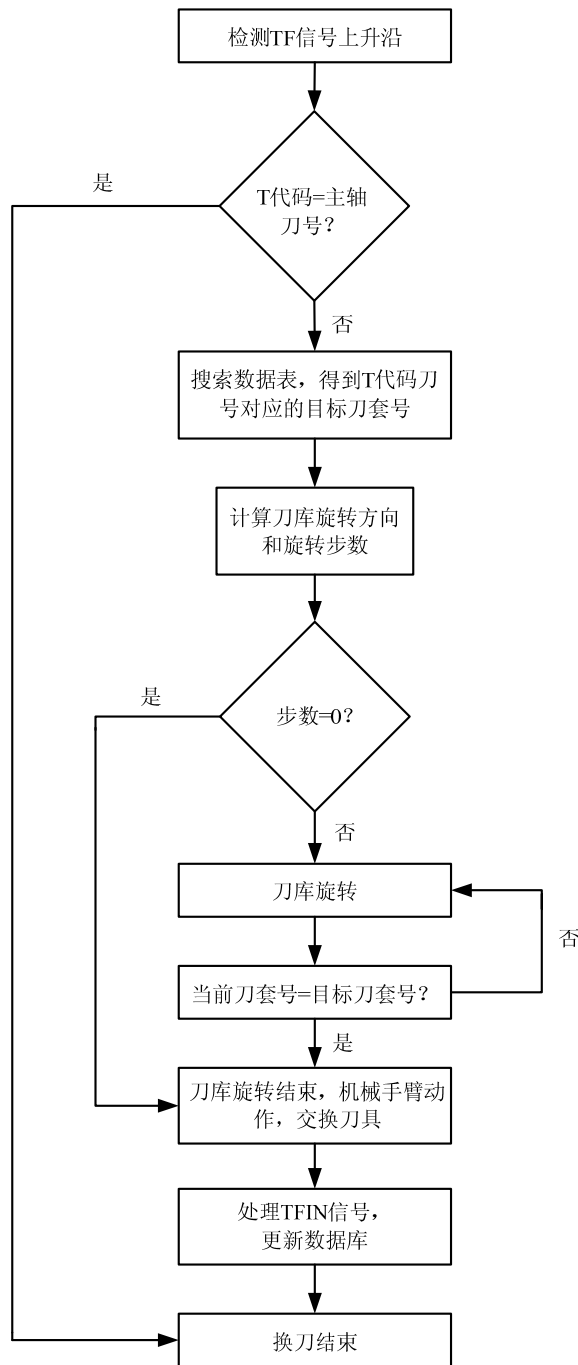 检测TF信号上升沿
是
T代码=主轴
刀号？
否
搜索数据表，得到T代码刀
号对应的目标刀套号
计算刀库旋转方向
和旋转步数
是
步数=0？
否
刀库旋转
否
当前刀套号=目标刀套号？
是
刀库旋转结束，机械手臂动
作，交换刀具
处理TFIN信号，
更新数据库
换刀结束